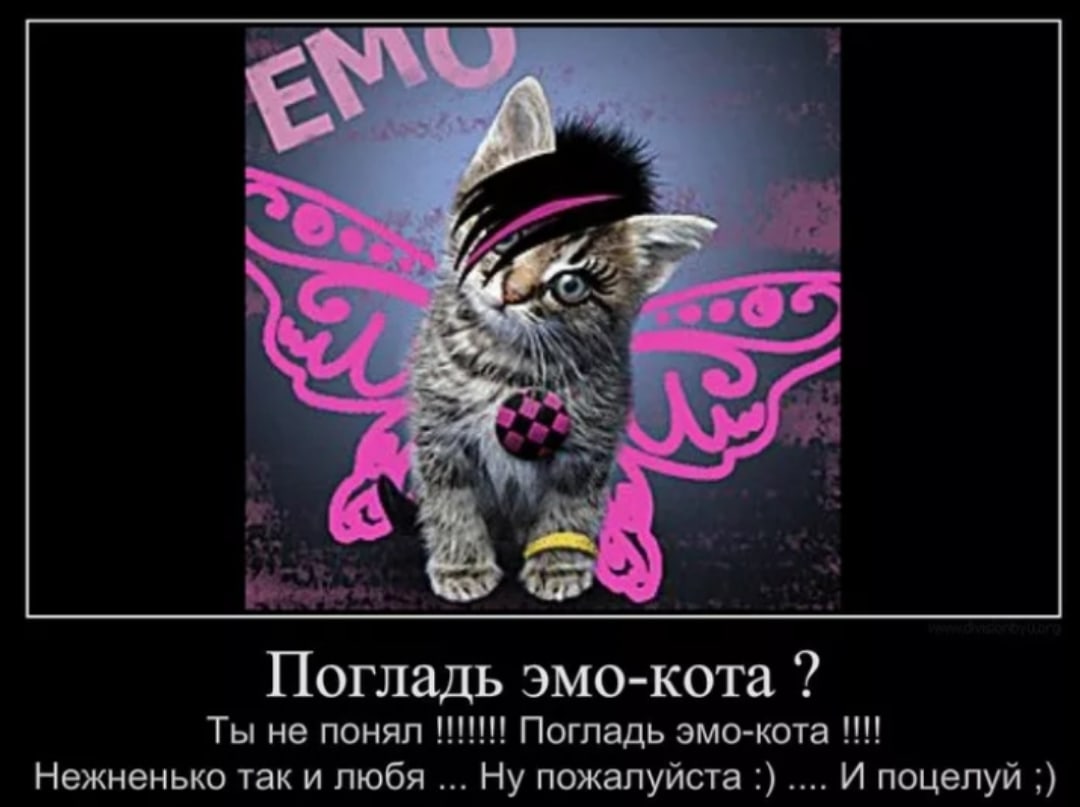 EMO
Погладь эмо-кота ?
Ты не понял !!!!!!! Погладь эмо-кота !!!!
Нежненько так и любя ... Ну пожалуйста :) .... И поцелуй ;)